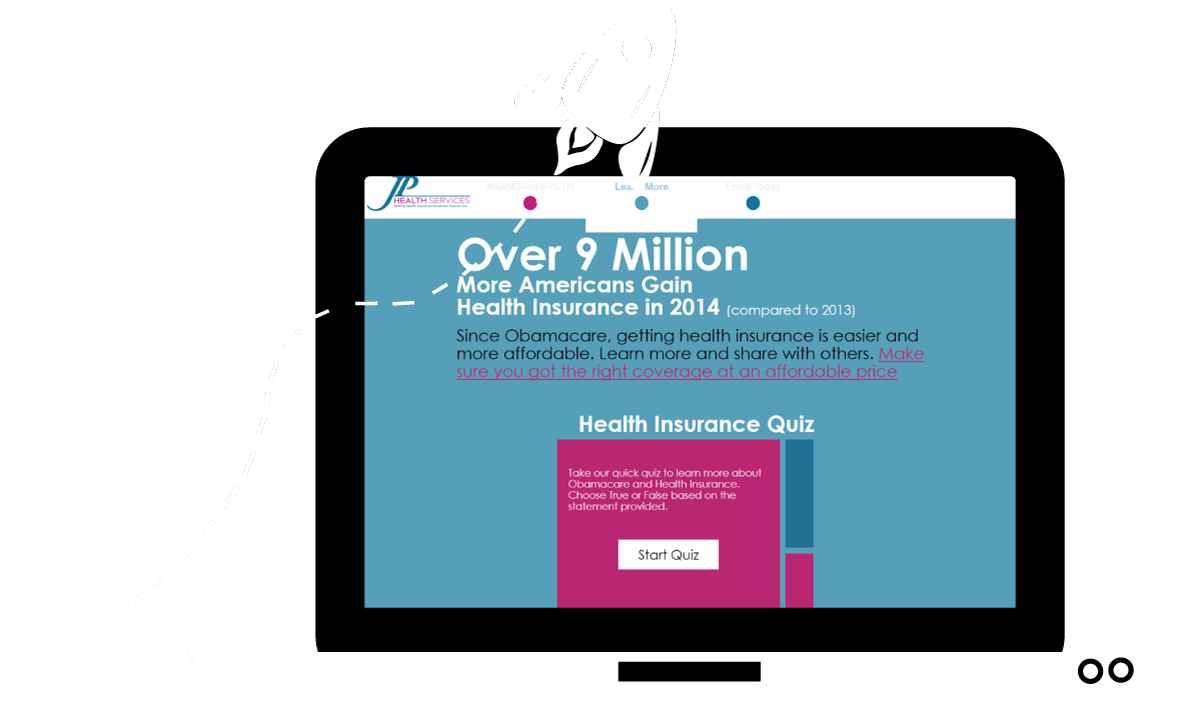 JP
HEALTH SERVICES
#HANDSinHEALTH
More
Enroll Today
Over 9 Million
More Americans Gain
Health Insurance in 2014 (compared to 2013)
Since Obamacare, getting health insurance is easier and
more affordable. Learn more and share with others. Make
sure you got the right coverage at an affordable price
Health Insurance Quiz
Take our quick quiz to learn more about
Obamacare and Health Insurance.
Choose True or False based on the
statement provided.
Start Quiz